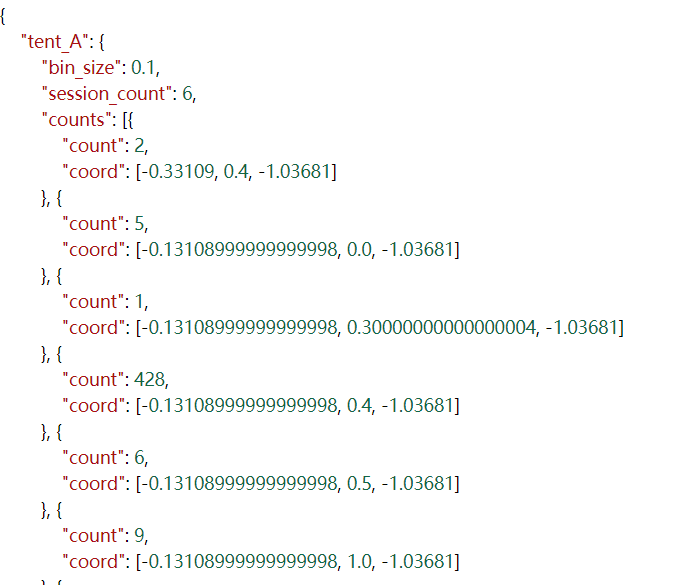 {
"tent_A": {
"bin_size": 0.1,
"session_count": 6,
"counts": [{
"count": 2,
"coord": [-0.33109, 0.4, -1.03681]
}, {
"count": 5,
"coord": [-0.13108999999999998, 0.0, -1.03681]
}, {
"count": 1,
"coord": [-0.13108999999999998, 0.30000000000000004, -1.03681]
}, {
"count": 428,
"coord": [-0.13108999999999998, 0.4, -1.03681]
}, {
"count": 6,
"coord": [-0.13108999999999998, 0.5, -1.03681]
}, {
"count": 9,
"coord": [-0.13108999999999998, 1.0, -1.03681]
}, {